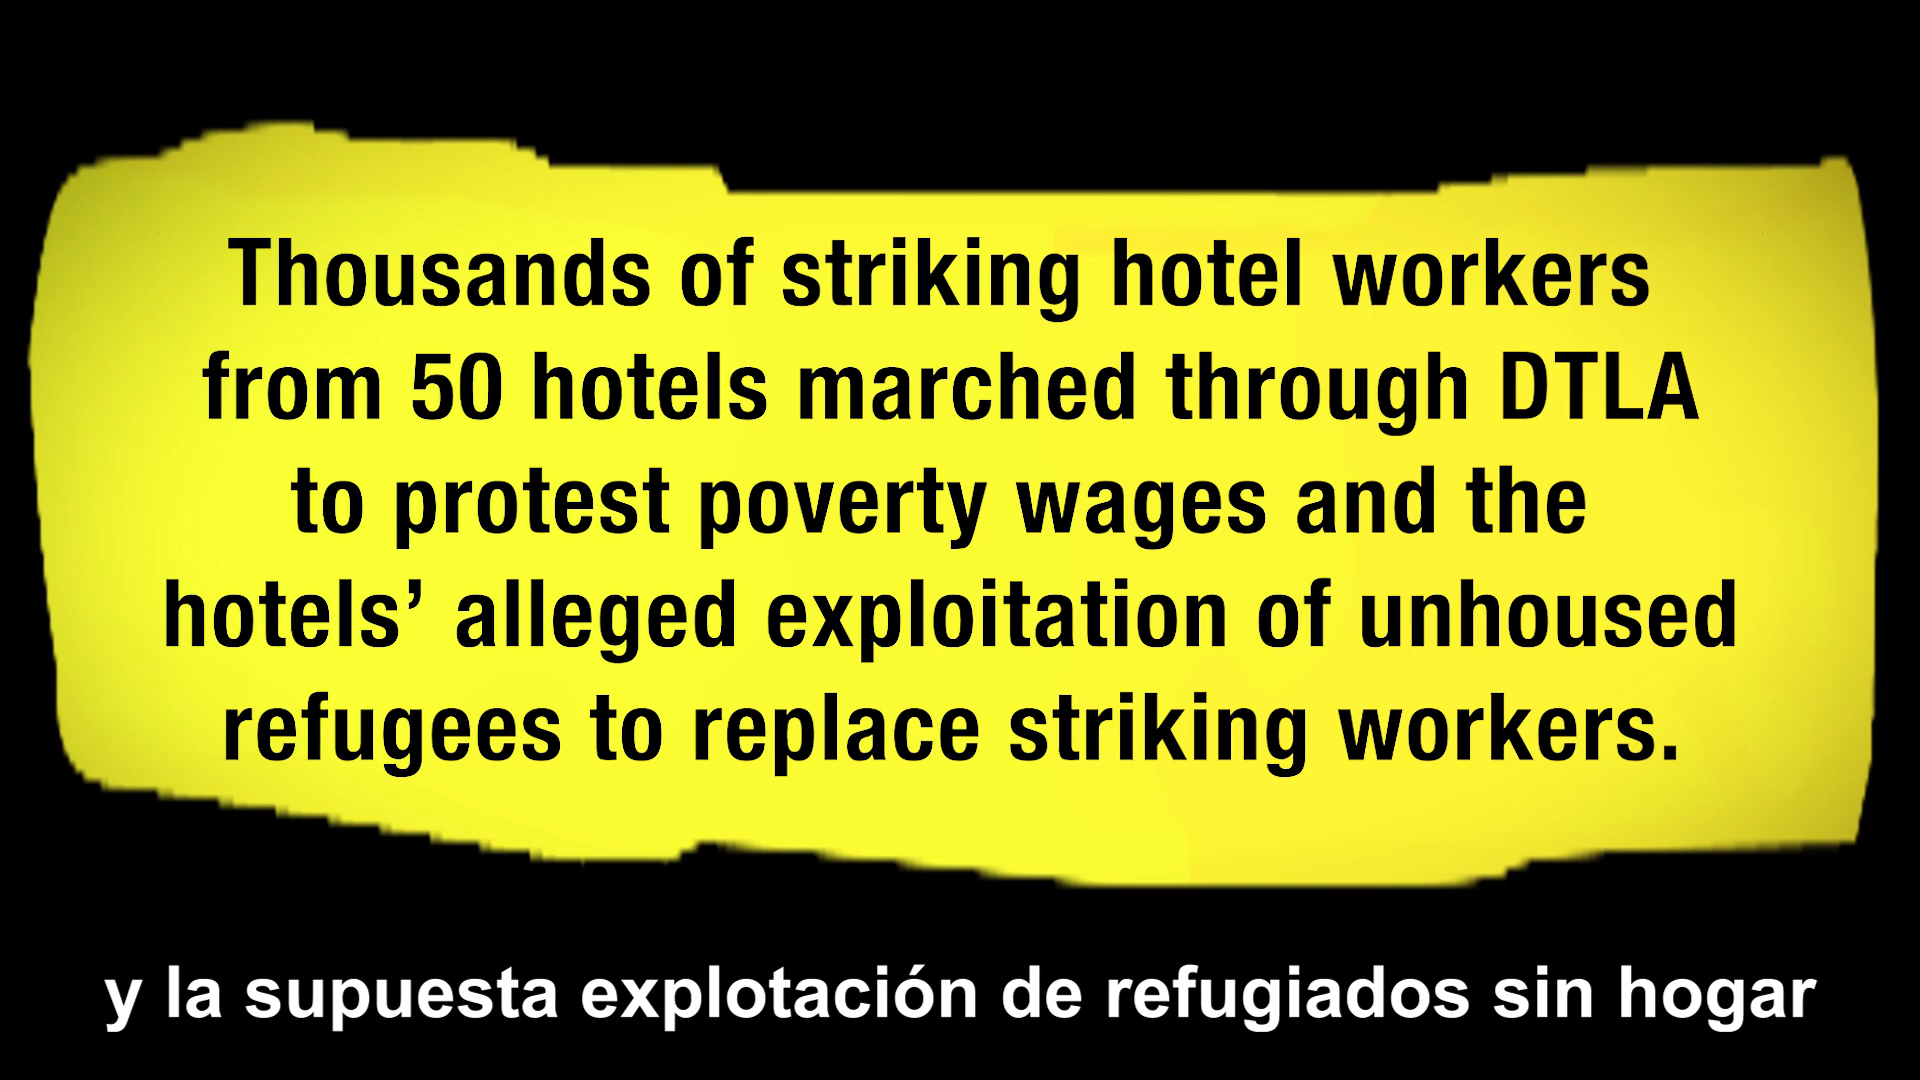 Thousands of striking hotel workers
from 50 hotels marched through DTLA
to protest poverty wages and the
hotels’ alleged exploitation of unhoused
refugees to replace striking workers.
y la supuesta explotación de refugiados sin hogar